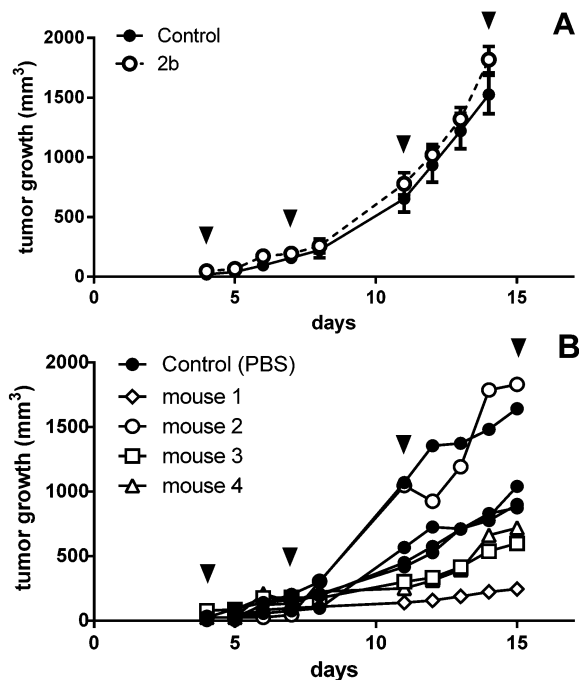 A
2000
1500
1000
500
0
tumor growth (mm³)
Control
2b
0
5
10
15
days
B
2000
1500
1000
500
0
tumor growth (mm³)
Control (PBS)
mouse 1
mouse 2
mouse 3
mouse 4
0
5
10
15
days